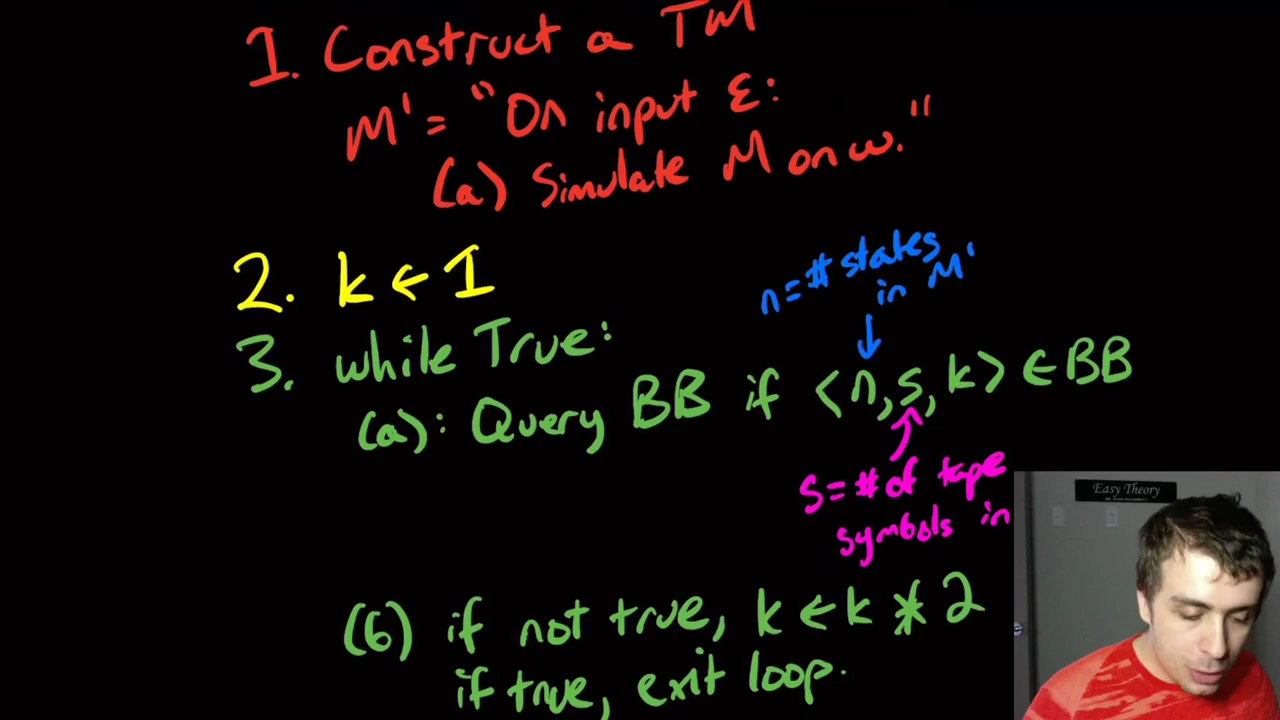 1. Construct a TM
M' = "On input ε:
(a) Simulate M on w."
2. k ← 1
n = # states
in M'
3. while True:
(a): Query BB if <n, s, k> ∈ BB
s = # of tape
symbols in
Easy Theory
(6) if not true, k ← k * 2
if true, exit loop.